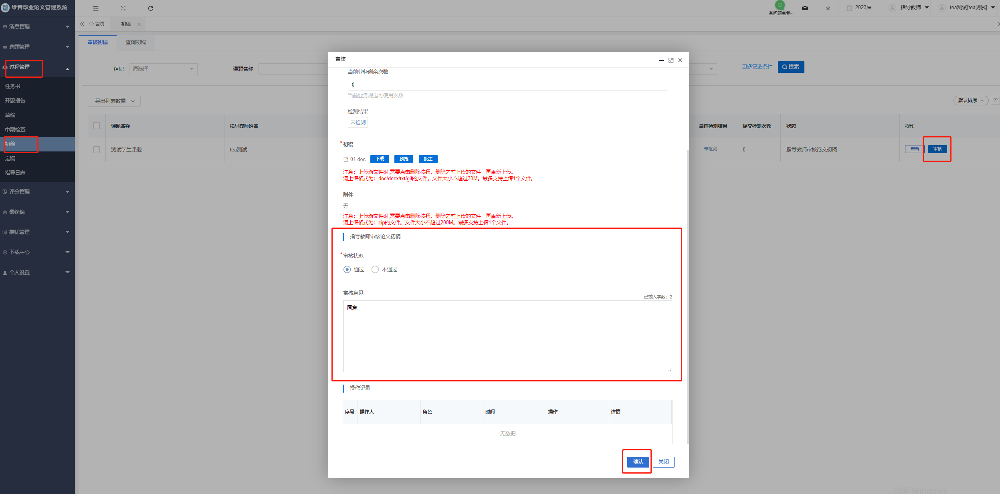 维普毕业论文管理系统
有问题点我~
2023届
指导教师
tea测试[tea测试]
消息管理
选题管理
过程管理
任务书
开题报告
草稿
中期检查
初稿
定稿
指导日志
评分管理
最终稿
推优管理
下载中心
个人设置
首页
初稿
审核初稿
查询初稿
组织
请选择
课题名称
更多筛选条件
搜索
导出列表数据
默认排序
课题名称
指导教师姓名
当前检测结果
提交检测次数
状态
操作
测试学生课题
tea测试
未检测
0
指导教师审核论文初稿
查看
审核
审核
当前业务剩余次数
0
当前业务规定可使用次数
检测结果
未检测
*初稿
01.doc
下载
预览
批注
注意：上传新文件时,需要点击删除按钮，删除之前上传的文件，再重新上传。
请上传格式为：doc/docx/txt/gif的文件。文件大小不超过30M。最多支持上传1个文件。
附件
无
注意：上传新文件时,需要点击删除按钮，删除之前上传的文件，再重新上传。
请上传格式为：zip的文件。文件大小不超过200M。最多支持上传1个文件。
指导教师审核论文初稿
*审核状态
通过
不通过
审核意见
已输入字数：2
同意
操作记录
序号
操作人
角色
时间
操作
详情
无数据
确认
关闭
激活 Windows